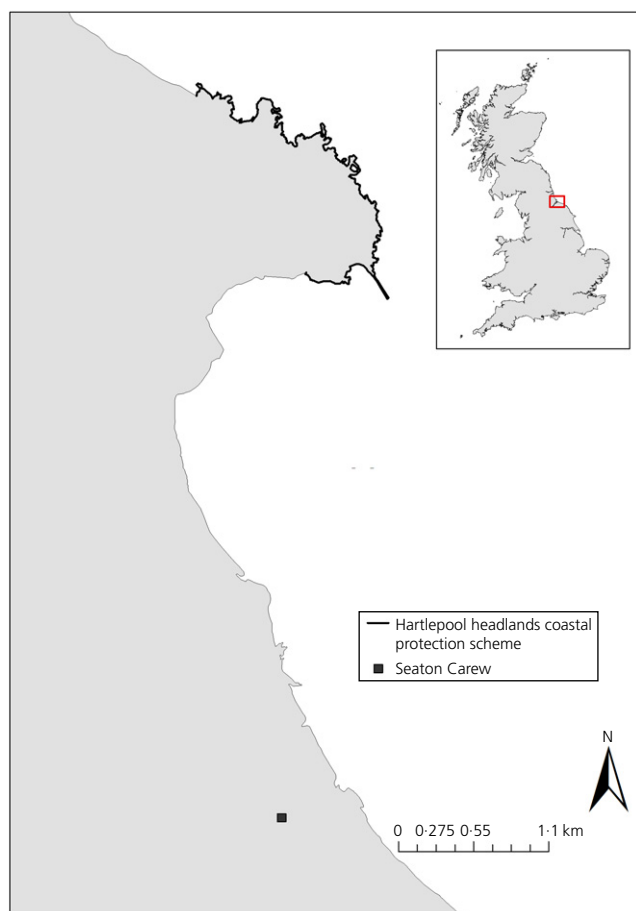 Hartlepool headlands coastal
protection scheme
Seaton Carew
N
0 0·275 0·55 1·1 km